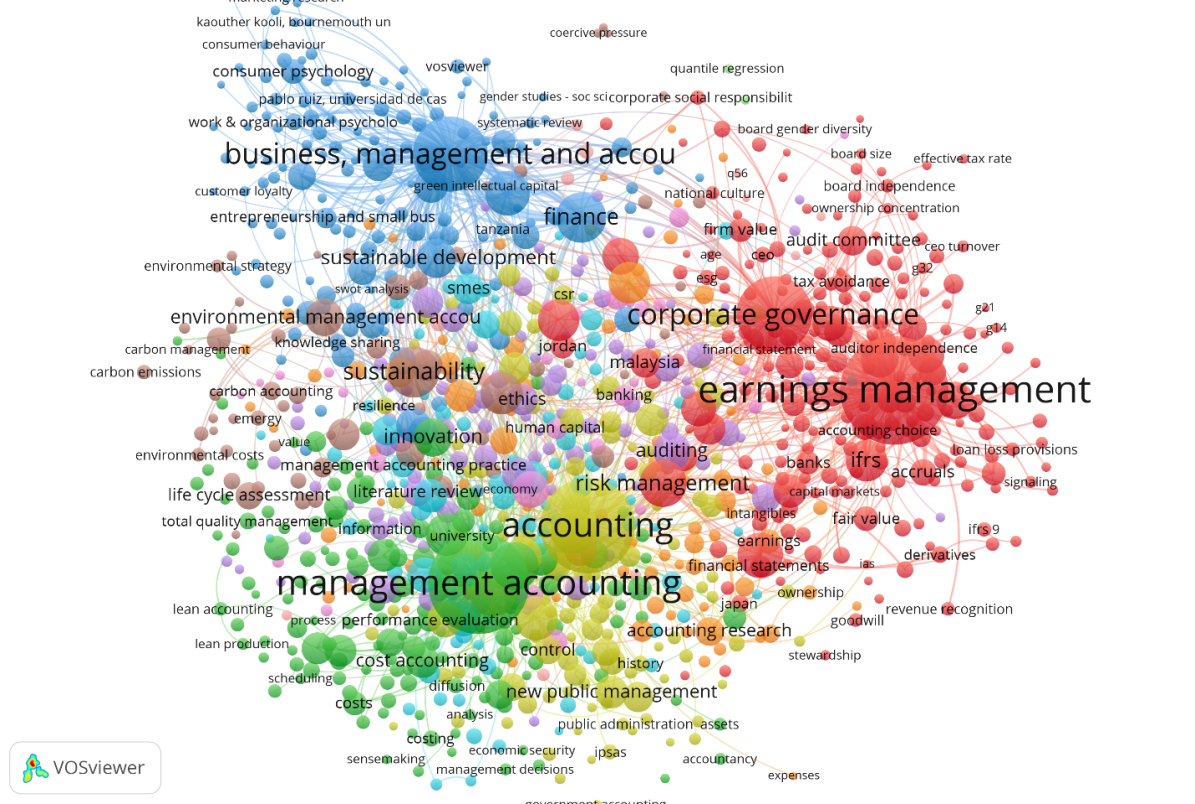 kaouther kooli, bournemouth un
coercive pressure
consumer behaviour
vosviewer
quantile regression
consumer psychology
pablo ruiz, universidad de cas
gender studies - soc sci
corporate social responsibilit
work & organizational psycholo
systematic review
board gender diversity
business, management and accou
board size
effective tax rate
q56
green intellectual capital
board independence
customer loyalty
national culture
ownership concentration
entrepreneurship and small bus
finance
tanzania
firm value
audit committee
ceo turnover
sustainable development
age
ceo
environmental strategy
g32
esg
tax avoidance
swot analysis
smes
csr
g21
environmental management accou
corporate governance
g14
knowledge sharing
jordan
carbon management
financial statement
auditor independence
malaysia
carbon emissions
sustainability
carbon accounting
ethics
banking
earnings management
resilience
emergy
human capital
value
innovation
accounting choice
environmental costs
auditing
loan loss provisions
management accounting practice
banks
ifrs
accruals
life cycle assessment
literature review
economy
risk management
capital markets
signaling
total quality management
information
university
accounting
intangibles
fair value
ifrs 9
earnings
derivatives
financial statements
ias
management accounting
ownership
lean accounting
japan
revenue recognition
process
performance evaluation
accounting research
goodwill
lean production
cost accounting
control
history
stewardship
scheduling
diffusion
new public management
costs
analysis
public administration
assets
costing
economic security
ipsas
sensemaking
management decisions
accountancy
expenses
VOSviewer